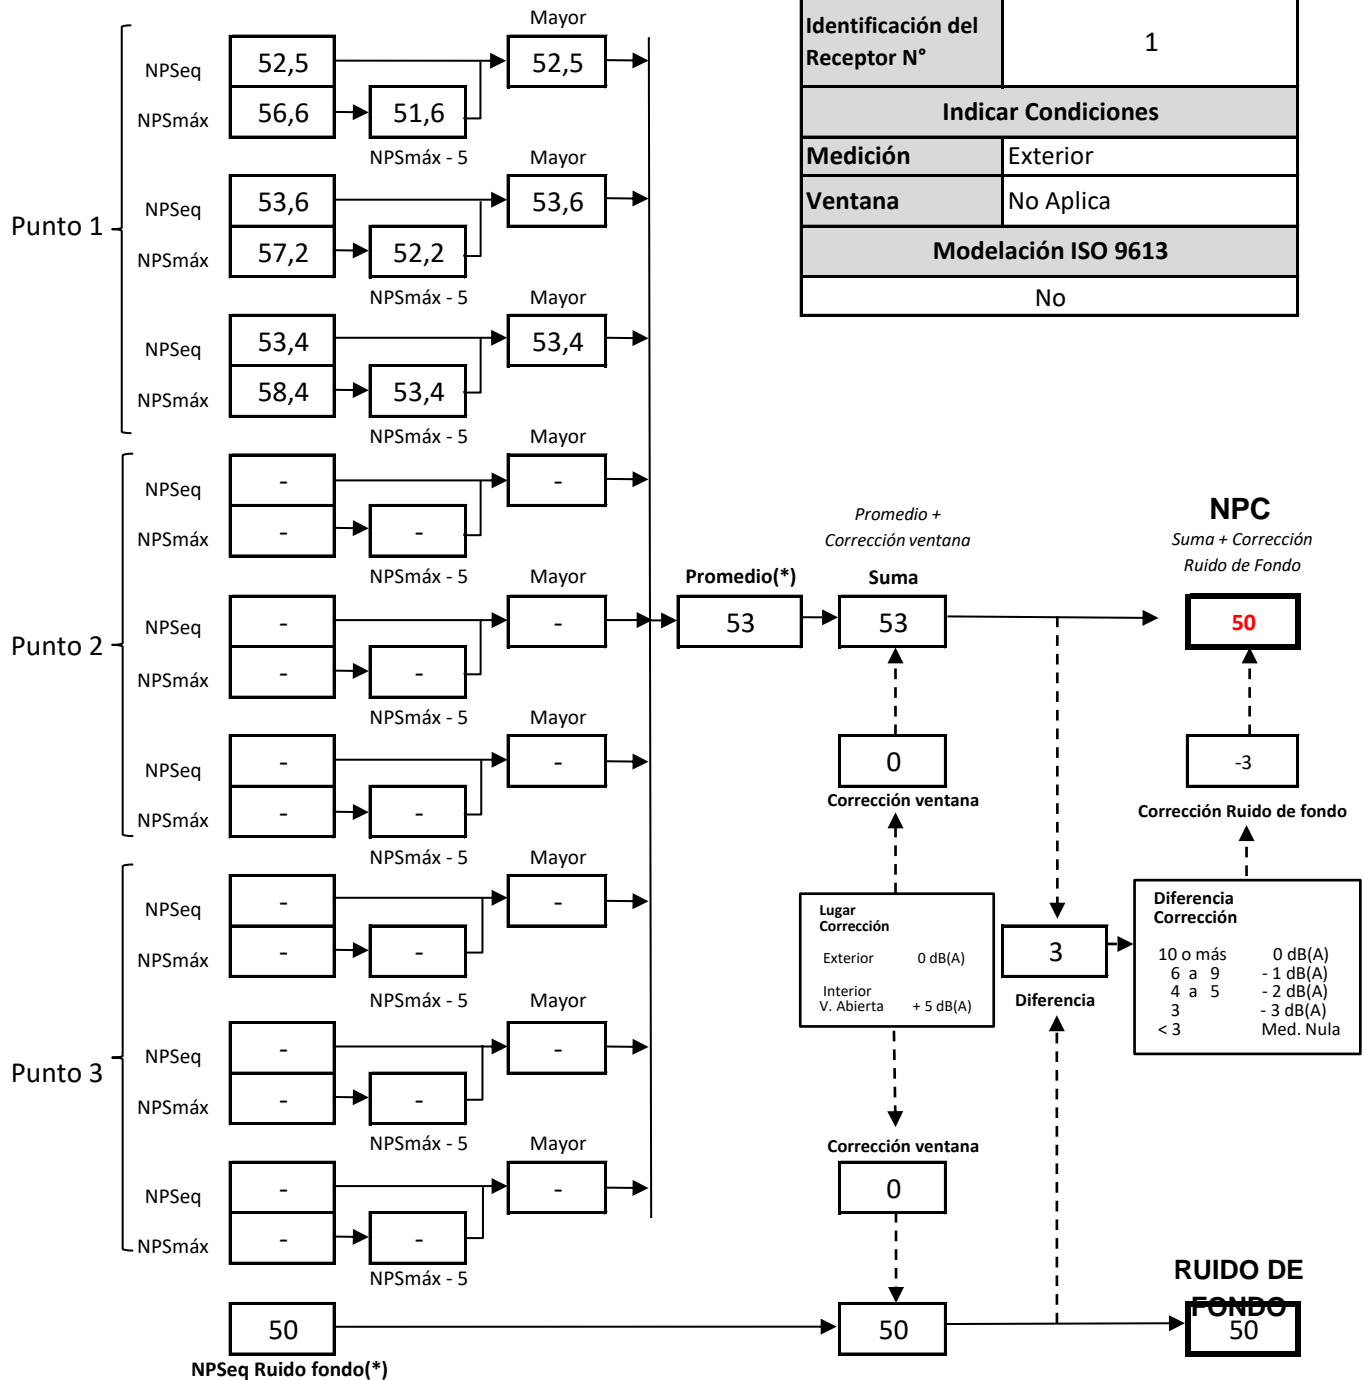 Identificación del
Receptor N°
1
Indicar Condiciones
Medición Exterior
Ventana No Aplica
Modelación ISO 9613
No
Punto 1
Mayor
NPSeq 52,5 52,5
NPSmáx 56,6 51,6
NPSmáx - 5
Mayor
NPSeq 53,6 53,6
NPSmáx 57,2 52,2
NPSmáx - 5
Mayor
NPSeq 53,4 53,4
NPSmáx 58,4 53,4
NPSmáx - 5
Punto 2
Mayor
NPSeq - -
NPSmáx - -
NPSmáx - 5
Mayor
NPSeq - -
NPSmáx - -
NPSmáx - 5
Mayor
NPSeq - -
NPSmáx - -
NPSmáx - 5
Punto 3
Mayor
NPSeq - -
NPSmáx - -
NPSmáx - 5
Mayor
NPSeq - -
NPSmáx - -
NPSmáx - 5
Mayor
NPSeq - -
NPSmáx - -
NPSmáx - 5
Promedio(*)
53
Promedio +
Corrección ventana
Suma
53
0
Corrección ventana
NPC
Suma + Corrección
Ruido de Fondo
50
-3
Corrección Ruido de fondo
Lugar
Corrección
Exterior 0 dB(A)
Interior
V. Abierta + 5 dB(A)
3
Diferencia
Diferencia
Corrección
10 o más 0 dB(A)
6 a 9 - 1 dB(A)
4 a 5 - 2 dB(A)
3 - 3 dB(A)
< 3 Med. Nula
Corrección ventana
0
50
NPSeq Ruido fondo(*)
50
RUIDO DE
FONDO
50